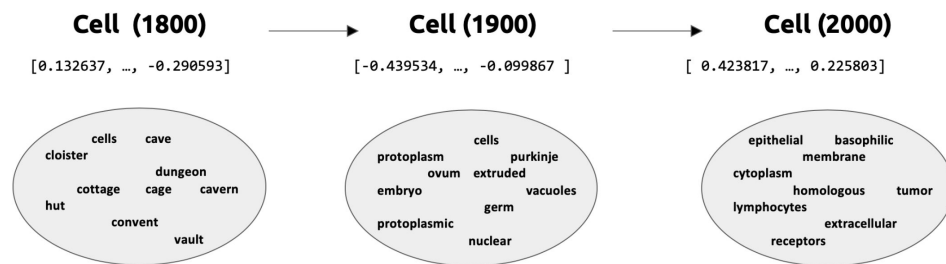 Cell (1800)
Cell (1900)
Cell (2000)
[0.132637, …, -0.290593]
[-0.439534, …, -0.099867 ]
[ 0.423817, …, 0.225803]
cells cave
cloister
dungeon
cottage cage cavern
hut
convent
vault
cells
protoplasm purkinje
ovum extruded
embryo vacuoles
germ
protoplasmic
nuclear
epithelial basophilic
membrane
cytoplasm
homologous tumor
lymphocytes
extracellular
receptors